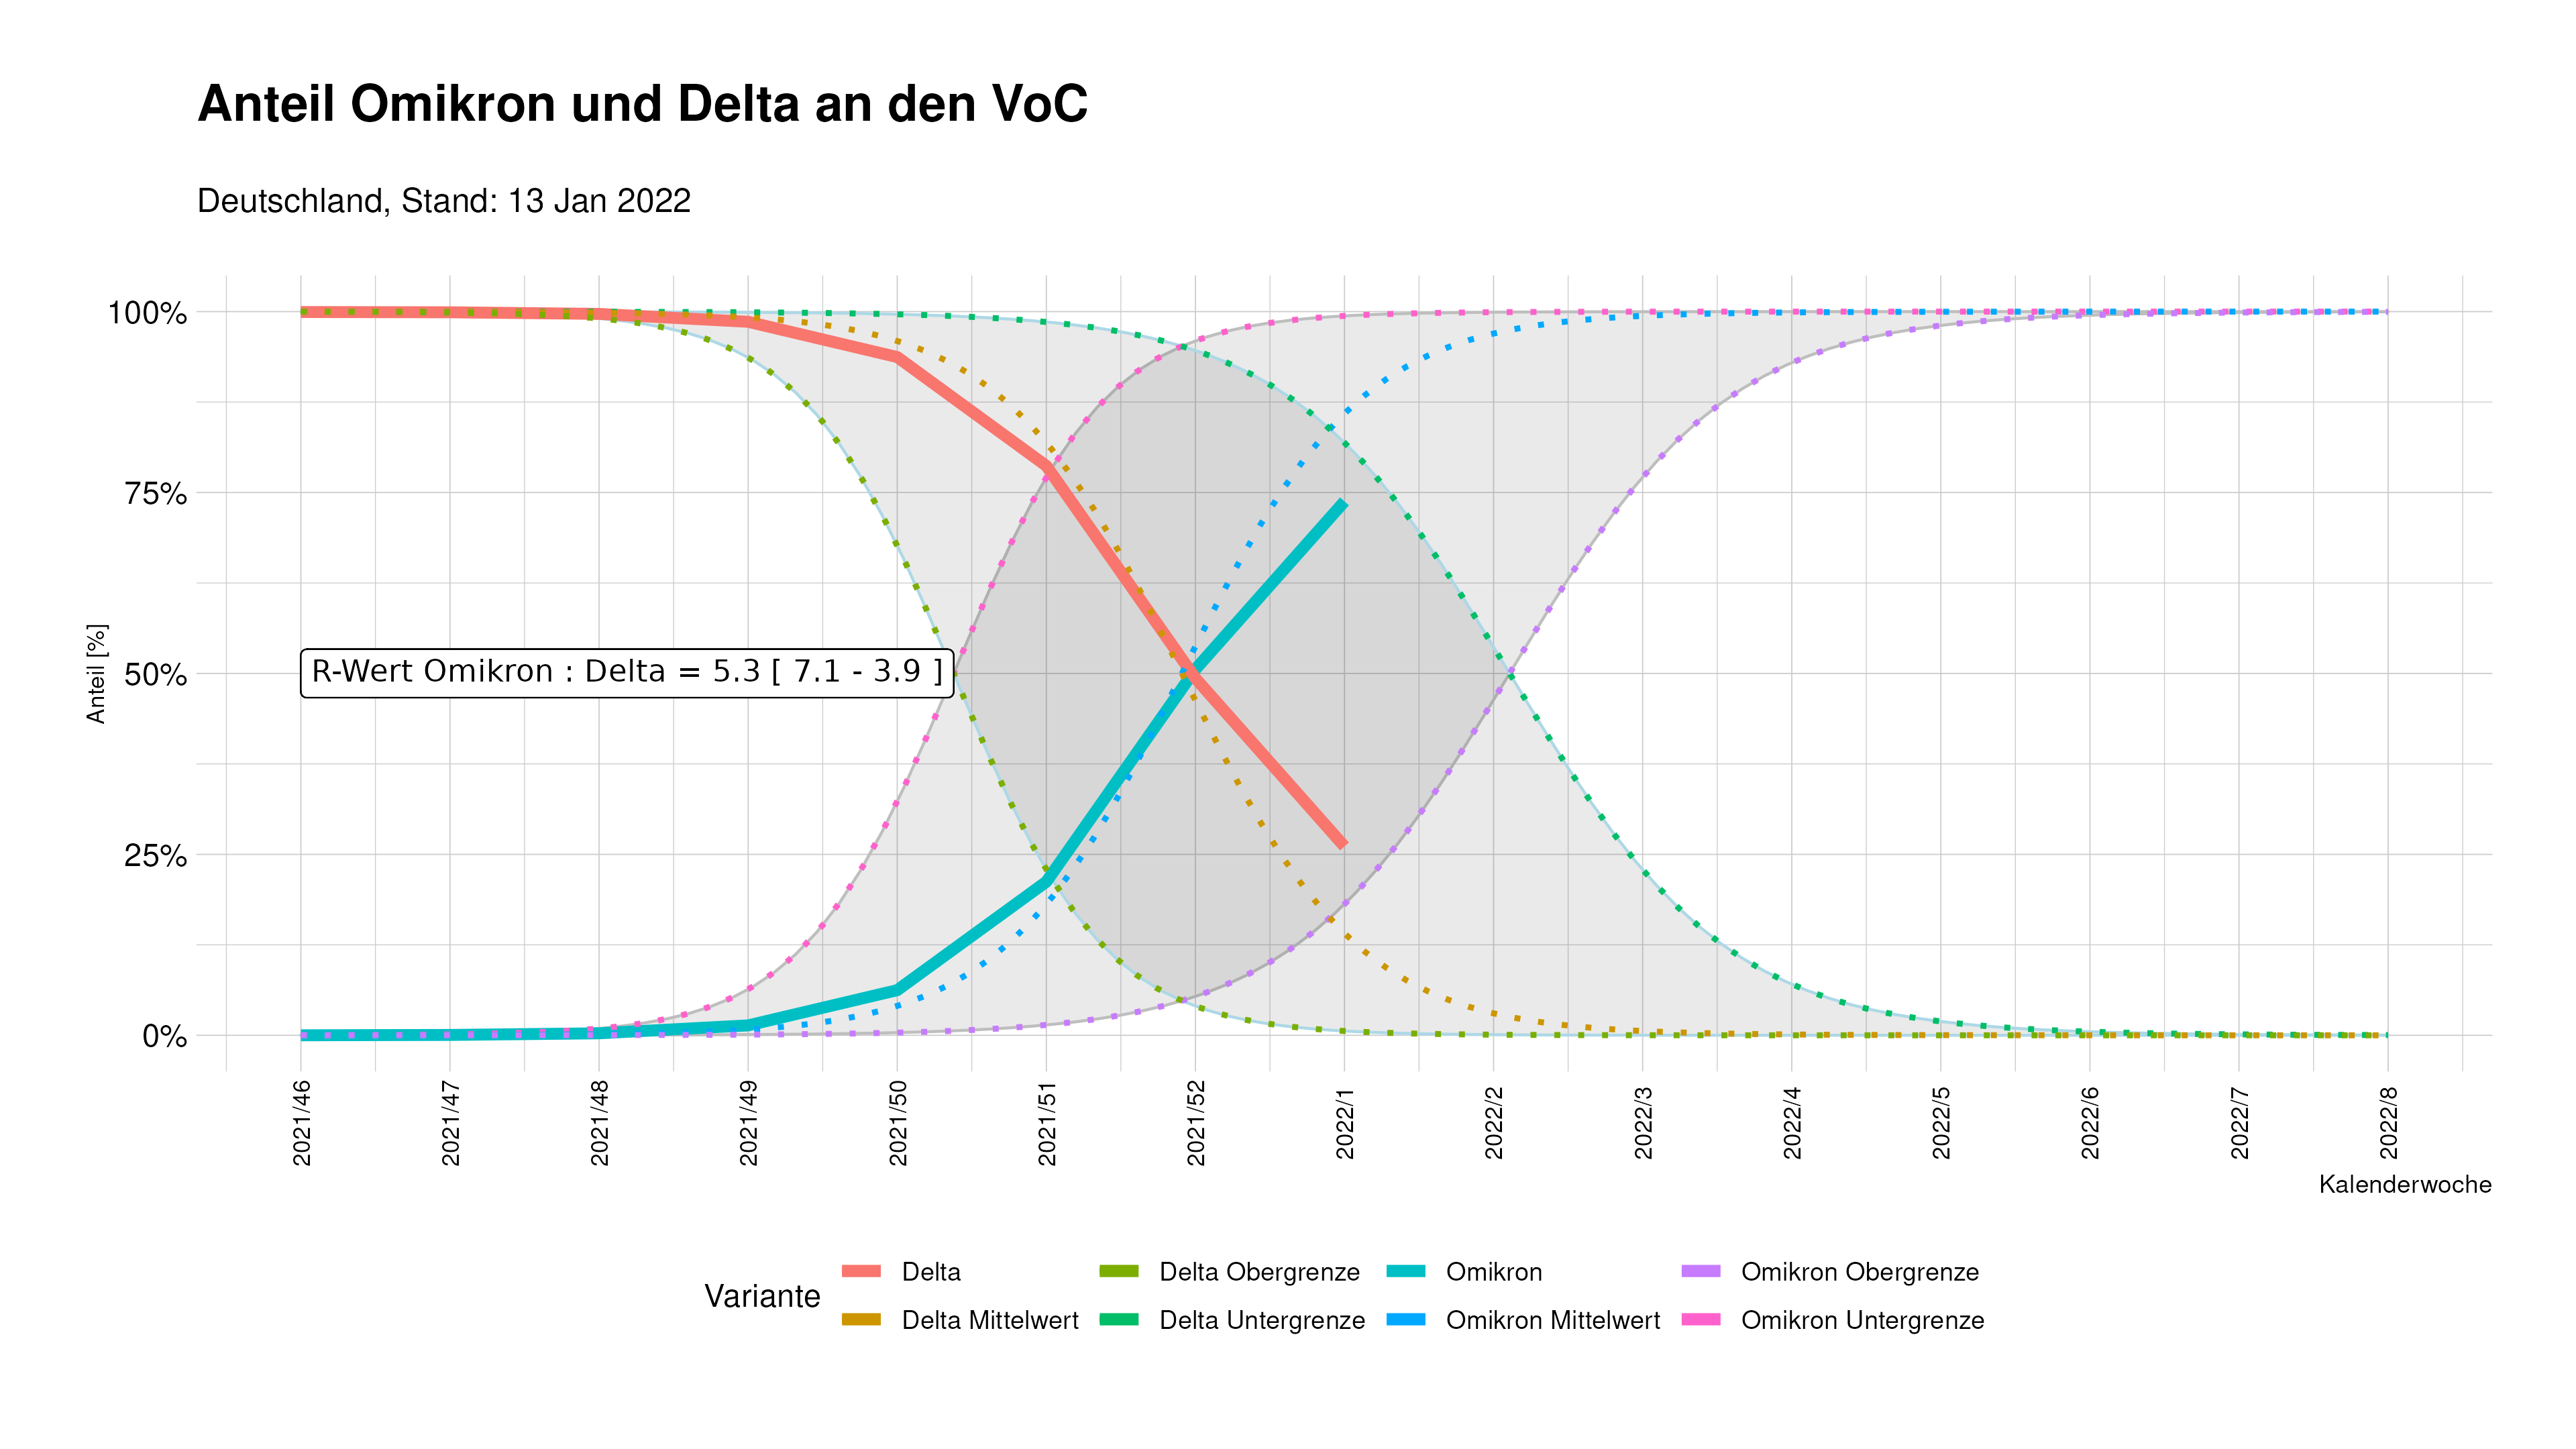 Anteil Omikron und Delta an den VoC
Deutschland, Stand: 13 Jan 2022
100%
75%
50%
25%
0%
Anteil [%]
R-Wert Omikron : Delta = 5.3 [ 7.1 - 3.9 ]
2021/46
2021/47
2021/48
2021/49
2021/50
2021/51
2021/52
2022/1
2022/2
2022/3
2022/4
2022/5
2022/6
2022/7
2022/8
Kalenderwoche
Variante
Delta
Delta Mittelwert
Delta Obergrenze
Delta Untergrenze
Omikron
Omikron Mittelwert
Omikron Obergrenze
Omikron Untergrenze